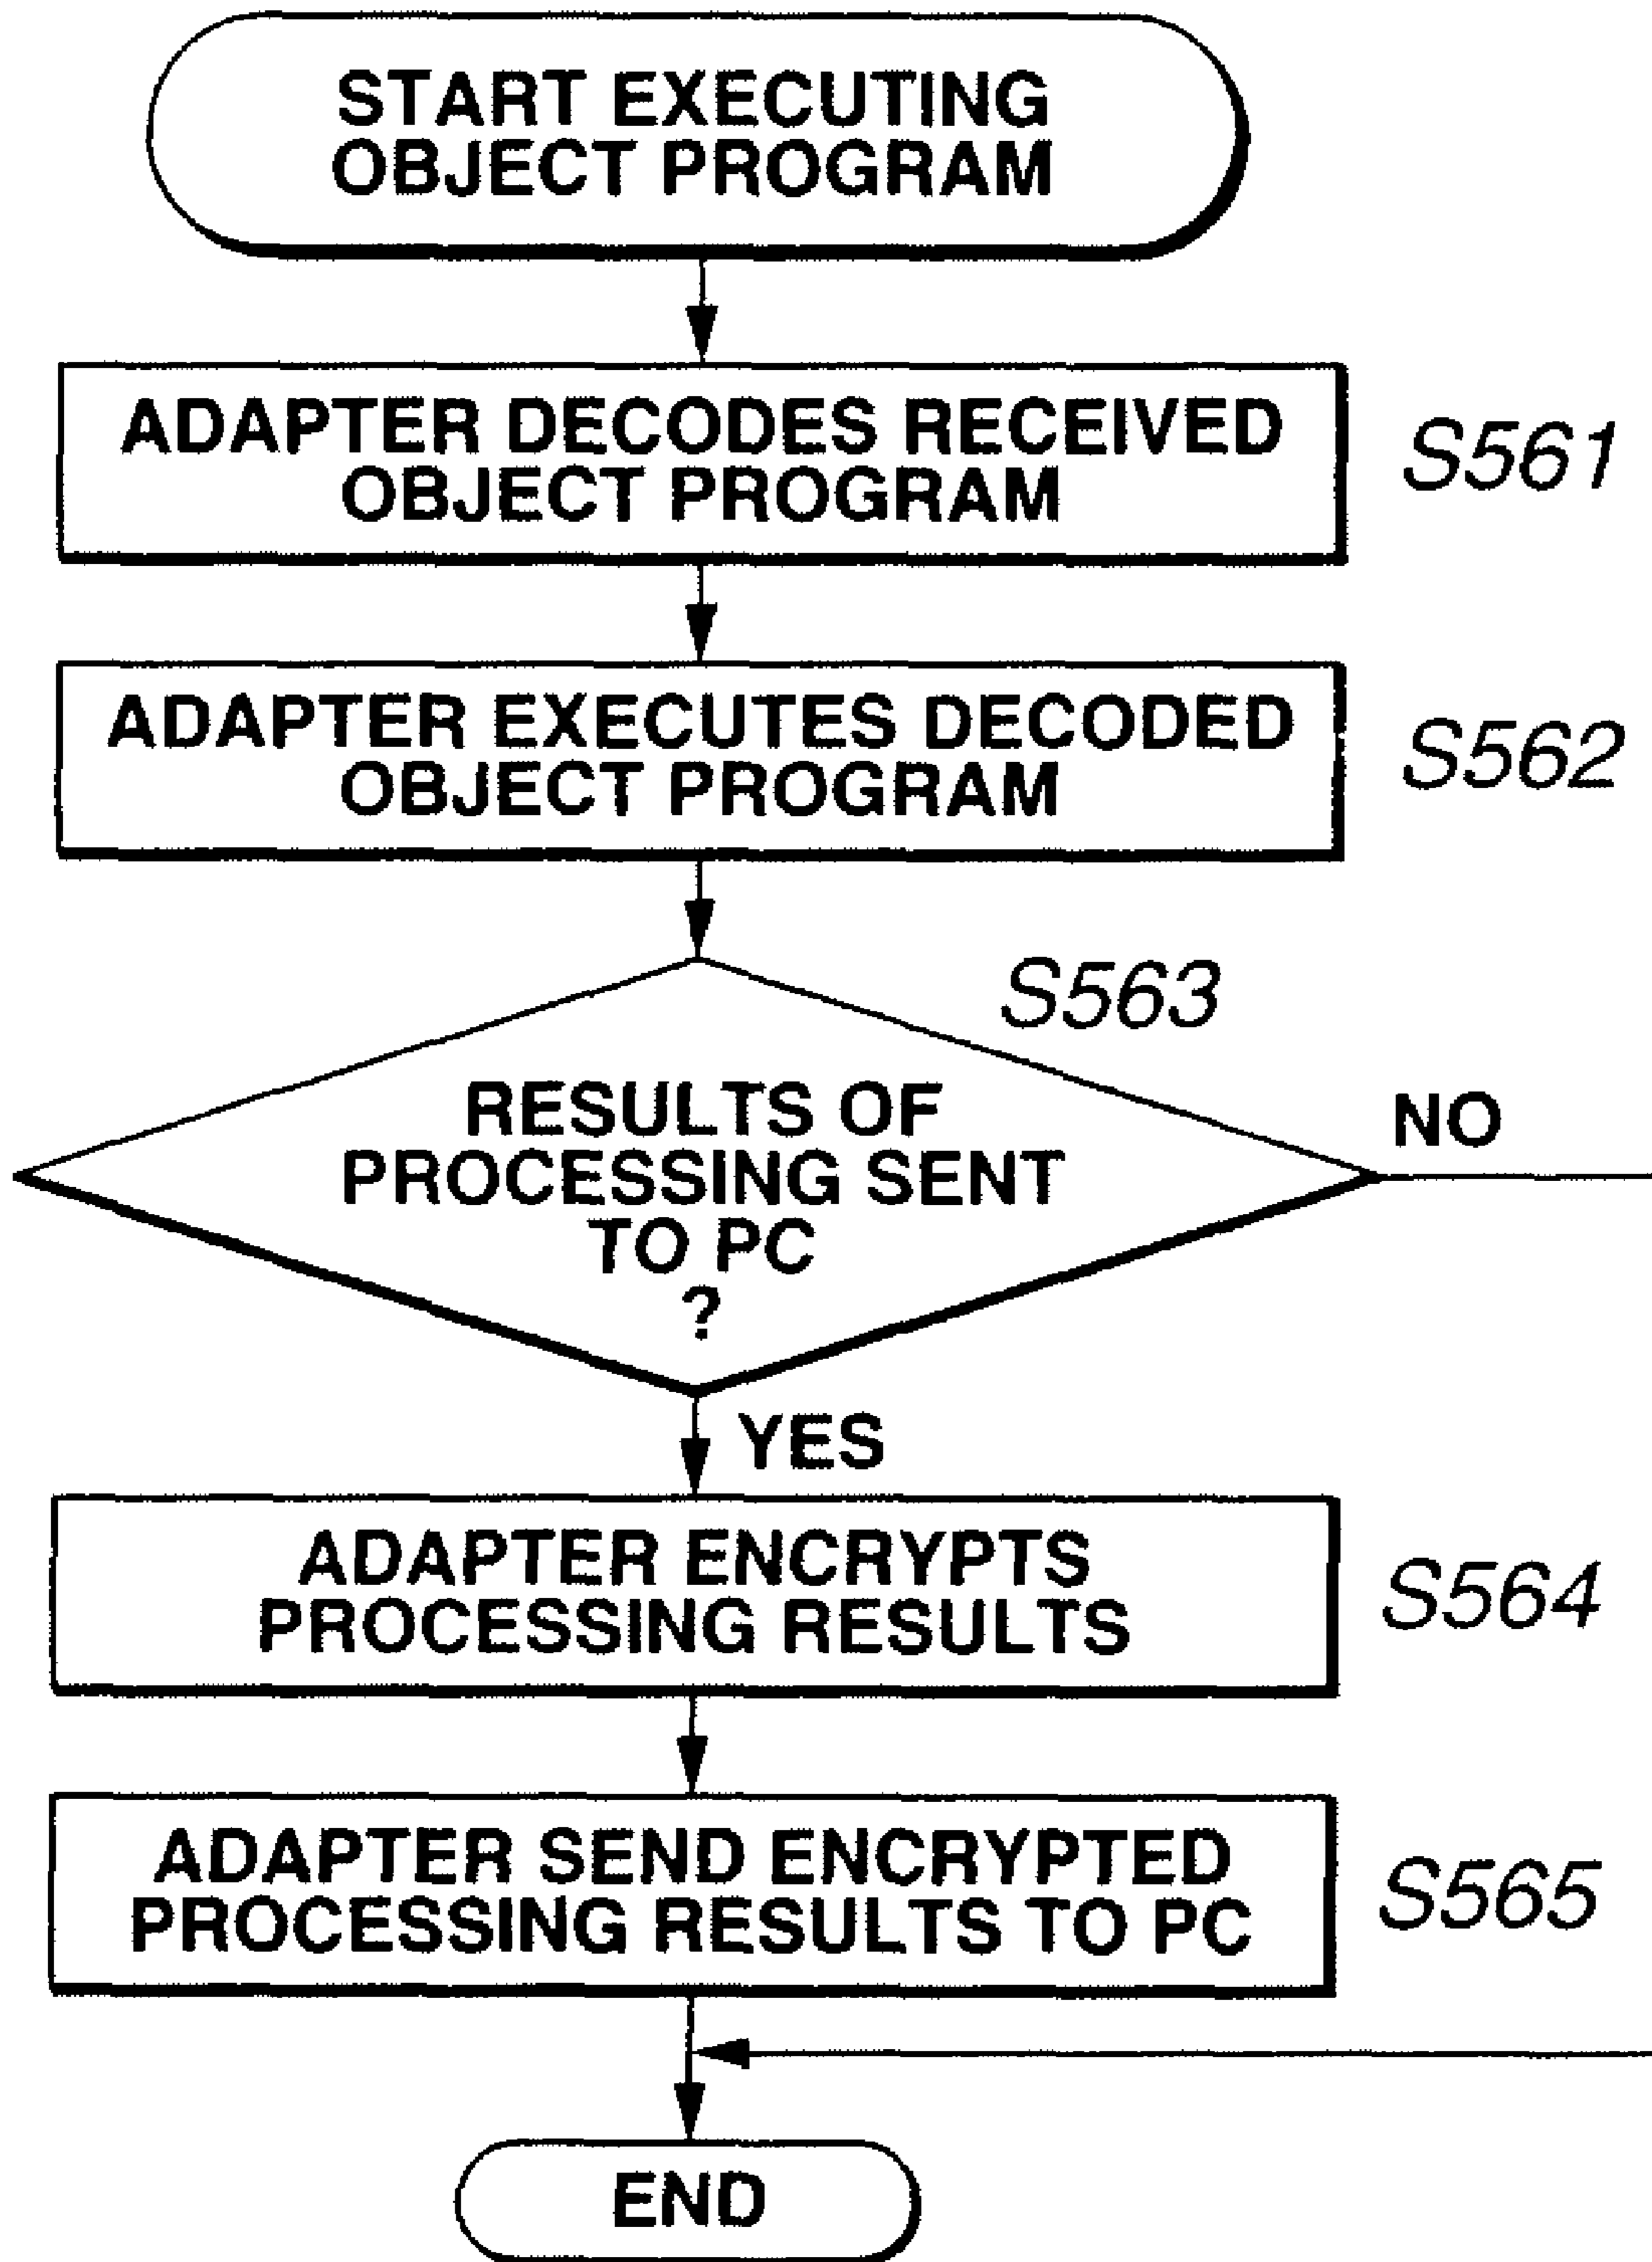 START EXECUTING
OBJECT PROGRAM
ADAPTER DECODES RECEIVED
OBJECT PROGRAM
S561
ADAPTER EXECUTES DECODED
OBJECT PROGRAM
S562
S563
RESULTS OF
PROCESSING SENT
TO PC
?
NO
YES
ADAPTER ENCRYPTS
PROCESSING RESULTS
S564
ADAPTER SEND ENCRYPTED
PROCESSING RESULTS TO PC
S565
END